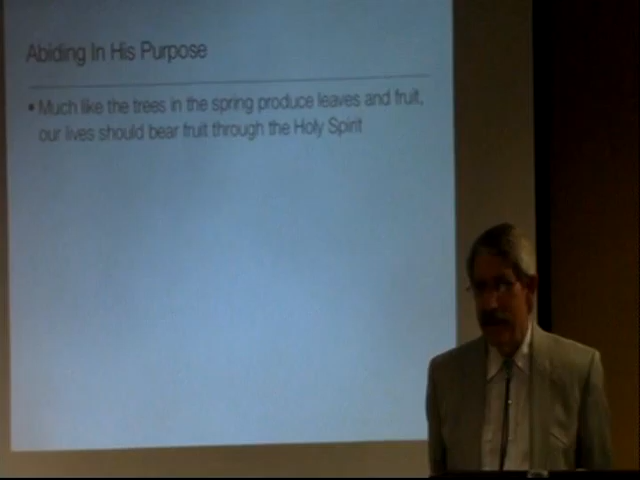 Abiding In His Purpose
• Much like the trees in the spring produce leaves and fruit,
our lives should bear fruit through the Holy Spirit